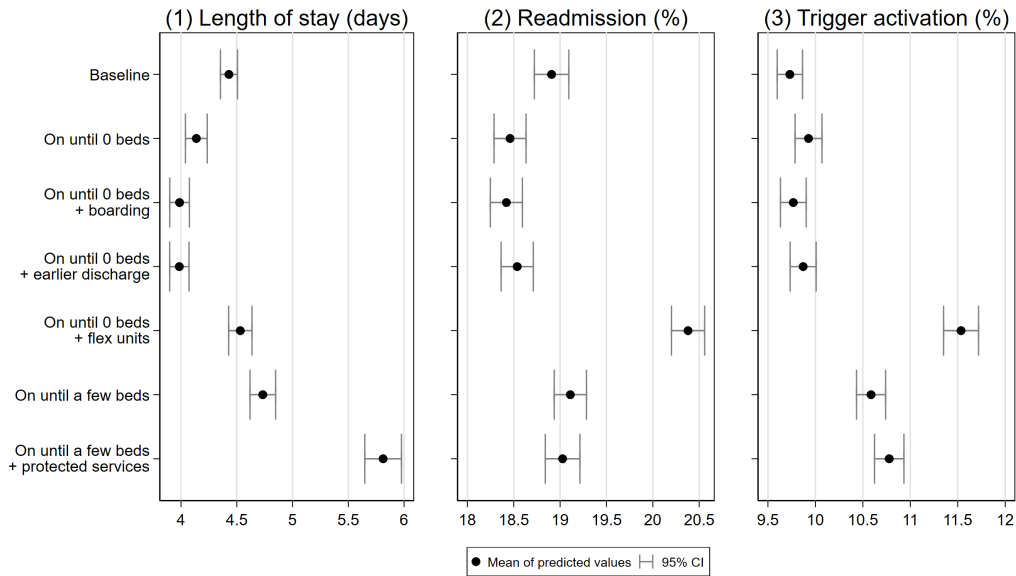 (1) Length of stay (days)
(2) Readmission (%)
(3) Trigger activation (%)
Baseline
On until 0 beds
On until 0 beds
+ boarding
On until 0 beds
+ earlier discharge
On until 0 beds
+ flex units
On until a few beds
On until a few beds
+ protected services
4 4.5 5 5.5 6
18 18.5 19 19.5 20 20.5
9.5 10 10.5 11 11.5 12
Mean of predicted values 95% CI